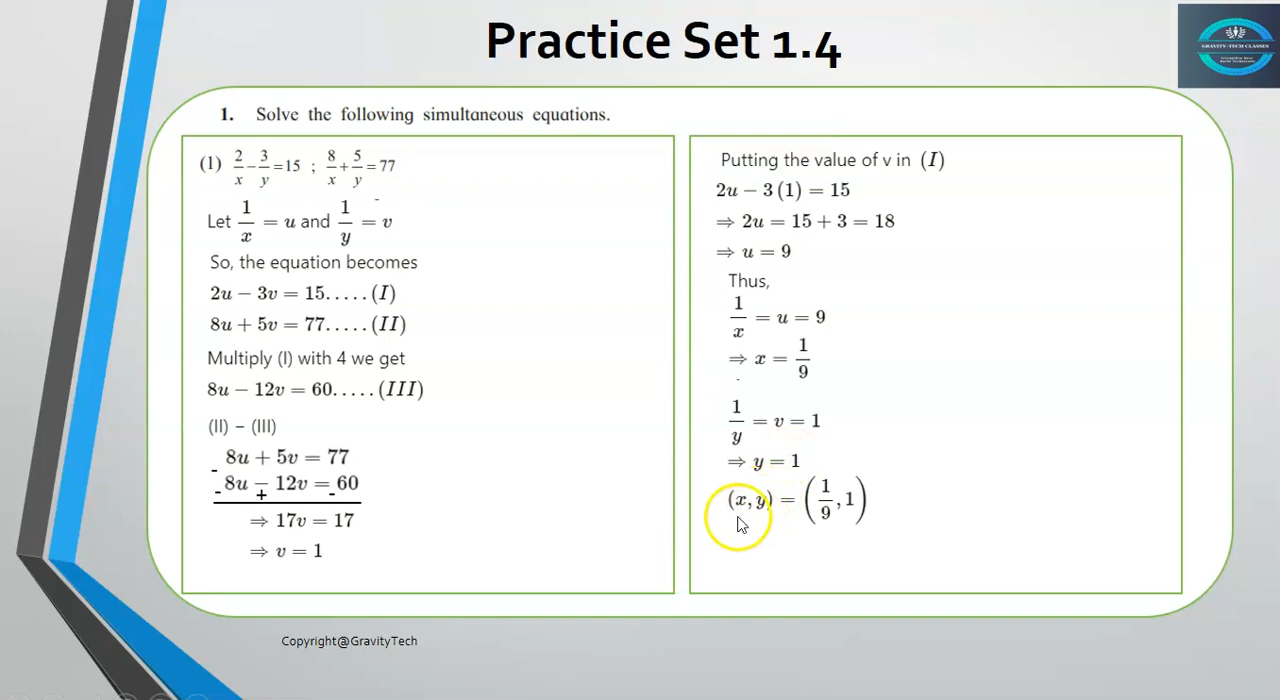 Practice Set 1.4
GRAVITY-TECH CLASSES
1. Solve the following simultaneous equations.
(1) 2/x − 3/y = 15 ; 8/x + 5/y = 77
Let 1/x = u and 1/y = v
So, the equation becomes
2u − 3v = 15.....(I)
8u + 5v = 77.....(II)
Multiply (I) with 4 we get
8u − 12v = 60.....(III)
(II) − (III)
8u + 5v = 77
8u − 12v = 60
- - + -
⇒ 17v = 17
⇒ v = 1
Putting the value of v in (I)
2u − 3(1) = 15
⇒ 2u = 15 + 3 = 18
⇒ u = 9
Thus,
1/x = u = 9
⇒ x = 1/9
1/y = v = 1
⇒ y = 1
(x, y) = (1/9, 1)
Copyright@GravityTech